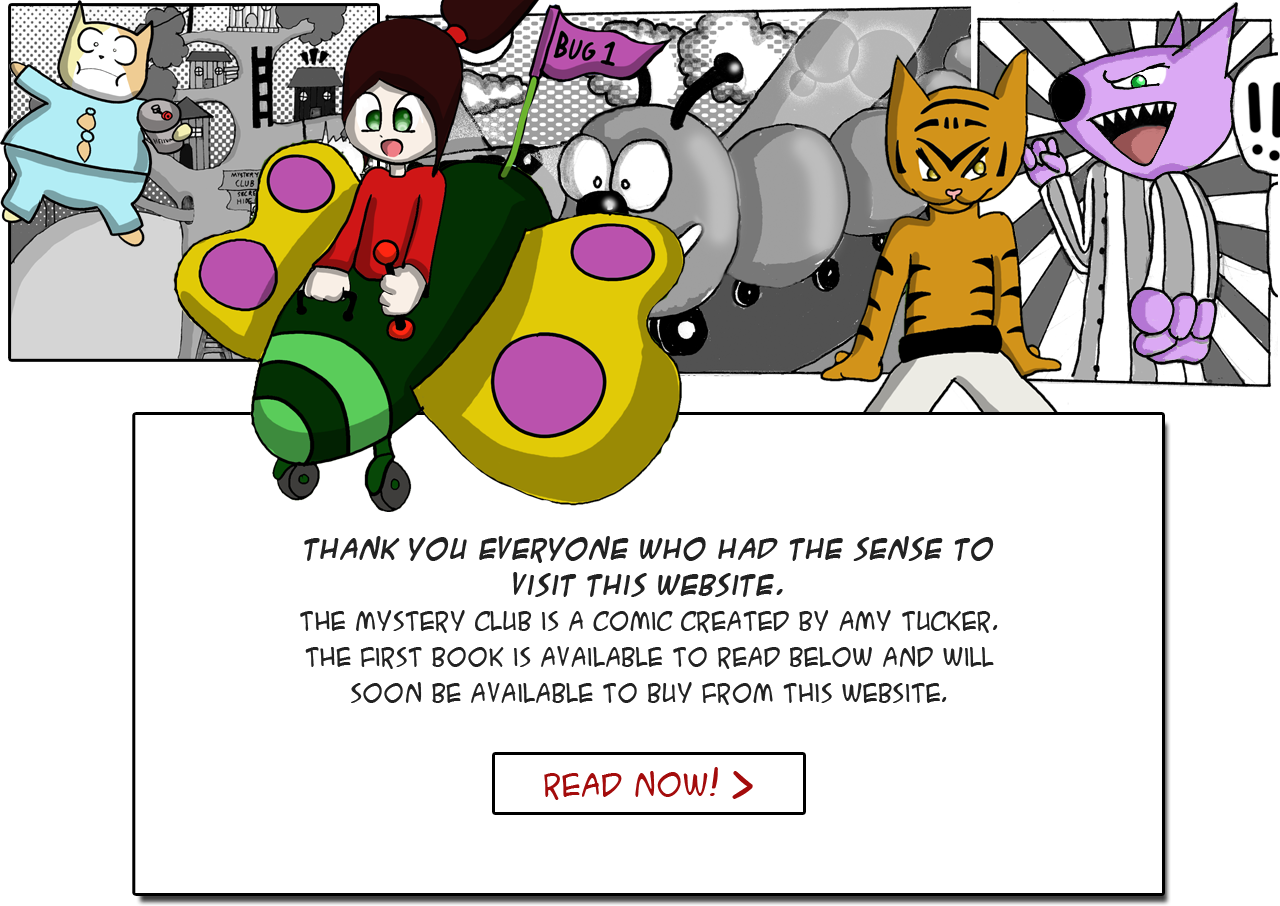 BUG 1
MYSTERY
CLUB
SECRET
!!
THANK YOU EVERYONE WHO HAD THE SENSE TO
VISIT THIS WEBSITE.
THE MYSTERY CLUB IS A COMIC CREATED BY AMY TUCKER.
THE FIRST BOOK IS AVAILABLE TO READ BELOW AND WILL
SOON BE AVAILABLE TO BUY FROM THIS WEBSITE.
READ NOW! >